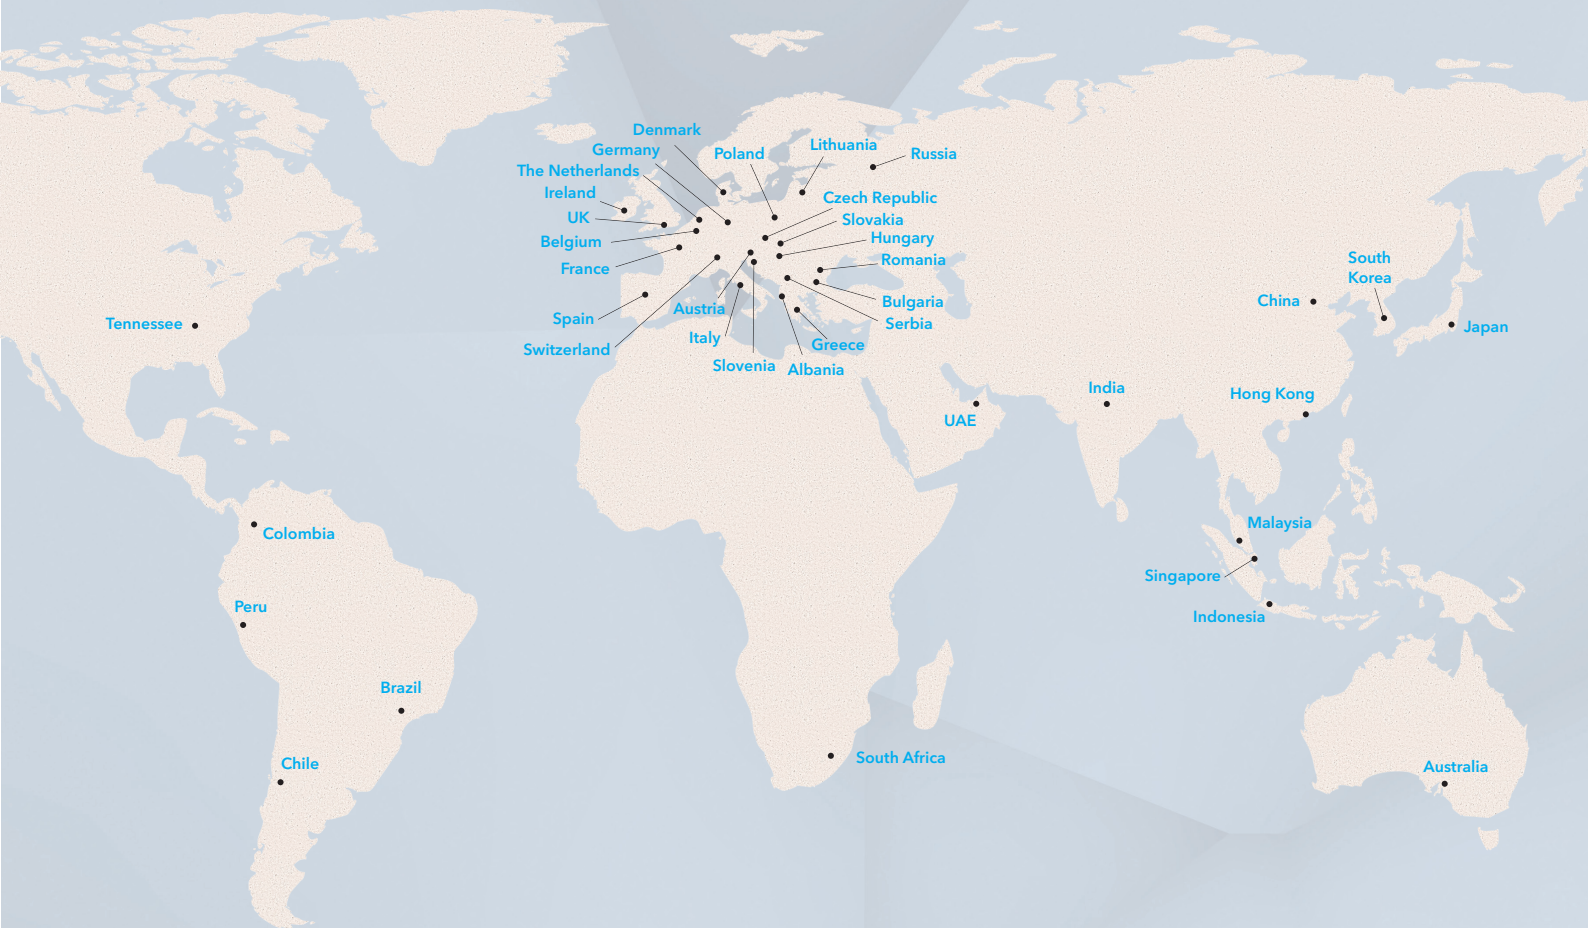 Denmark
Germany
The Netherlands
Ireland
UK
Belgium
France
Spain
Switzerland
Poland
Lithuania
Russia
Czech Republic
Slovakia
Hungary
Romania
Bulgaria
Serbia
Greece
Albania
Slovenia
Italy
Austria
Tennessee
Colombia
Peru
Brazil
Chile
South Africa
UAE
India
China
South
Korea
Japan
Hong Kong
Malaysia
Singapore
Indonesia
Australia